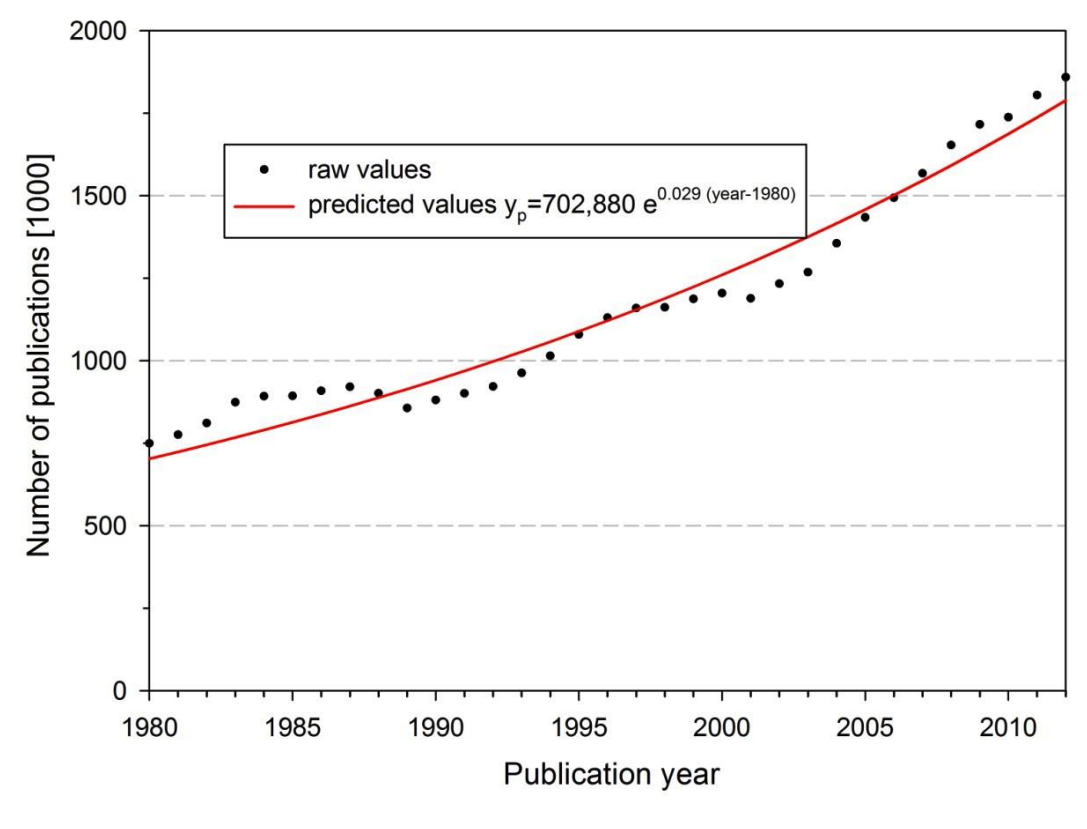 2000
1500
1000
500
0
Number of publications [1000]
raw values
predicted values yp=702,880 e0.029 (year-1980)
1980 1985 1990 1995 2000 2005 2010
Publication year